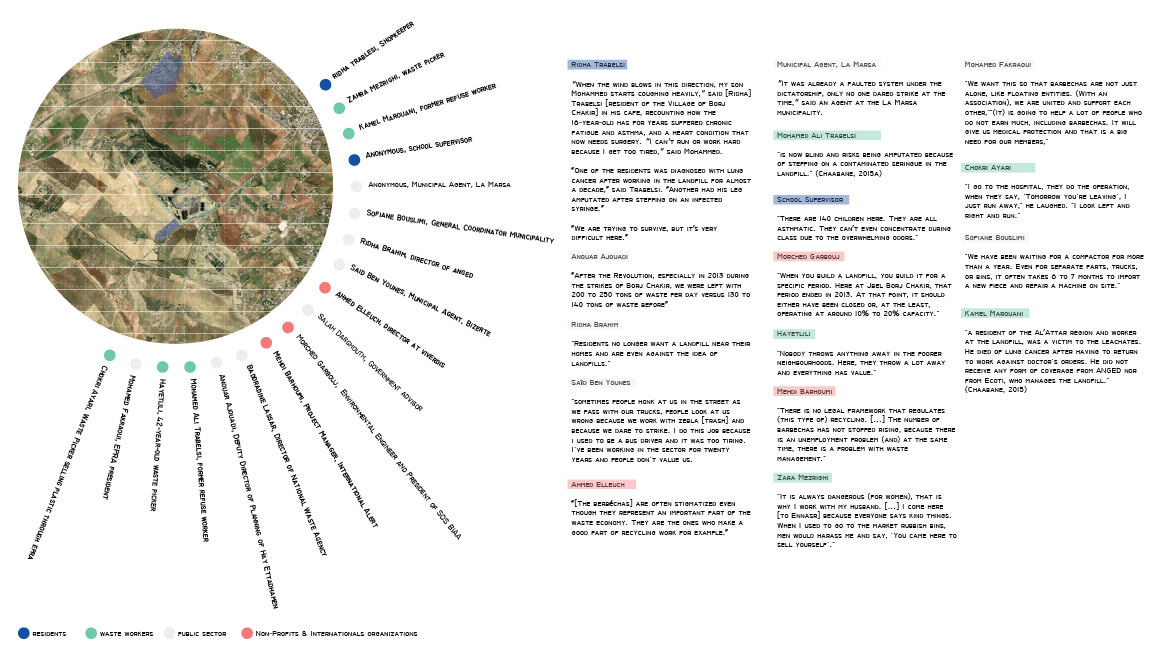 Ridha Trablesi, Shopkeeper
Zahra Mezrighi, waste picker
Kamel Marouani, former refuse worker
Anonymous, school supervisor
Anonymous, Municipal Agent, La Marsa
Sofiane Bouslimi, General Coordinator Municipality
Ridha Brahim, director of anged
Said Ben Younes, Municipal Agent, Bizerte
Ahmed Elleuch, director at viverdis
Salah Darghouth, government advisor
Morched Garbouj, Environmental Engineer and President of SOS BIAA
Mehdi Barhoumi, Project Manager, International Alert
Baddradine Lassar, Director of National Waste Agency
Anouar Ajouadi, Deputy Director of Planning of Hay Ettadhamen
Mohamed Ali Trabelsi, former refuse worker
Hayetlili, 42-year-old waste picker
Mohamed Fakraoui, EPRA president
Chokri Ayari, Waste Picker selling plastic through EPRA
residents
waste workers
public sector
Non-Profits & Internationals organizations
Ridha Trabelsi
"When the wind blows in this direction, my son
Mohammed starts coughing heavily," said [Ridha]
Trabelsi [resident of the Village of Borj
Chakir] in his cafe, recounting how the
16-year-old has for years suffered chronic
fatigue and asthma, and a heart condition that
now needs surgery. "I can't run or work hard
because I get too tired," said Mohammed.
"One of the residents was diagnosed with lung
cancer after working in the landfill for almost
a decade," said Trabelsi. "Another had his leg
amputated after stepping on an infected
syringe."
"We are trying to survive, but it's very
difficult here."
Anouar Ajouadi
"After the Revolution, especially in 2013 during
the strikes of Borj Chakir, we were left with
200 to 250 tons of waste per day versus 130 to
140 tons of waste before"
Ridha Brahim
"Residents no longer want a landfill near their
homes and are even against the idea of
landfills."
Saïd Ben Younes
"Sometimes people honk at us in the street as
we pass with our trucks, people look at us
wrong because we work with zebla [trash] and
because we dare to strike. I do this job because
I used to be a bus driver and it was too tiring.
I've been working in the sector for twenty
years and people don't value us.
Ahmed Elleuch
"[The berbéchas] are often stigmatized even
though they represent an important part of the
waste economy. They are the ones who make a
good part of recycling work for example."
Municipal Agent, La Marsa
"It was already a faulted system under the
dictatorship, only no one dared strike at the
time," said an agent at the La Marsa
municipality.
Mohamed Ali Trabelsi
"is now blind and risks being amputated because
of stepping on a contaminated seringue in the
landfill." (Chaabane, 2015a)
School Supervisor
"There are 140 children here. They are all
asthmatic. They can't even concentrate during
class due to the overwhelming odors."
Morched Garbouj
"When you build a landfill, you build it for a
specific period. Here at Jbel Borj Chakir, that
period ended in 2013. At that point, it should
either have been closed or, at the least,
operating at around 10% to 20% capacity."
Hayetlili
"Nobody throws anything away in the poorer
neighbourhoods. Here, they throw a lot away
and everything has value."
Mehdi Barhoumi
"There is no legal framework that regulates
(this type of) recycling. [...] The number of
barbechas has not stopped rising, because there
is an unemployment problem (and) at the same
time, there is a problem with waste
management."
Zara Mezrighi
"It is always dangerous (for women), that is
why I work with my husband. [...] I come here
[to Ennasr] because everyone says kind things.
When I used to go to the market rubbish bins,
men would harass me and say, 'You came here to
sell yourself'."
Mohamed Fakraoui
"We want this so that barbechas are not just
alone, like floating entities. (With an
association), we are united and support each
other,""(It) is going to help a lot of people who
do not earn much, including barbechas. It will
give us medical protection and that is a big
need for our members,"
Chokri Ayari
"I go to the hospital, they do the operation,
when they say, 'Tomorrow you're leaving', I
just run away," he laughed. "I look left and
right and run."
Sofiane Bouslimi
"We have been waiting for a compactor for more
than a year. Even for separate parts, trucks,
or bins, it often takes 6 to 7 months to import
a new piece and repair a machine on site."
Kamel Marouani
"a resident of the Al'Attar region and worker
at the landfill, was a victim to the leachates.
He died of lung cancer after having to return
to work against doctor's orders. He did not
receive any form of coverage from ANGED nor
from Ecoti, who manages the landfill."
(Chaabane, 2015)